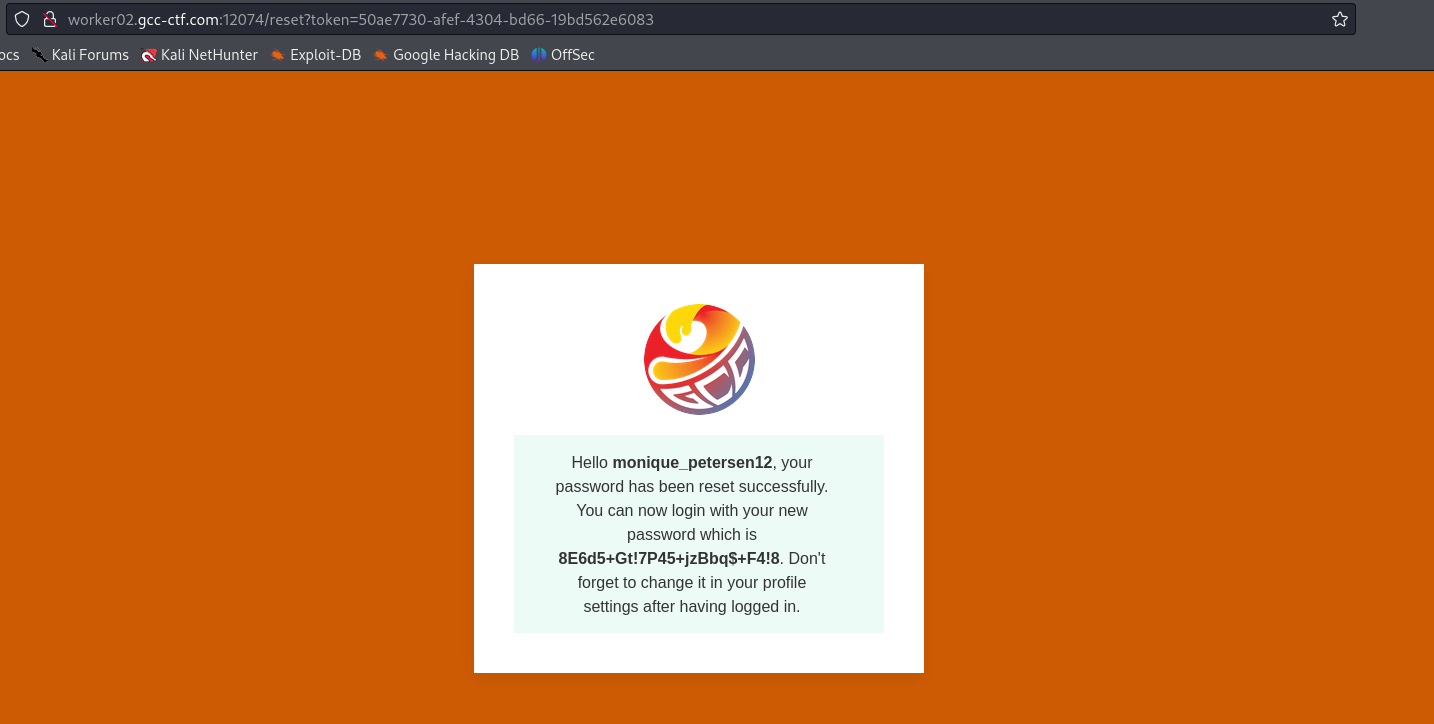 worker02.gcc-ctf.com:12074/reset?token=50ae7730-afef-4304-bd66-19bd562e6083
ocs Kali Forums Kali NetHunter Exploit-DB Google Hacking DB OffSec
Hello monique_petersen12, your
password has been reset successfully.
You can now login with your new
password which is
8E6d5+Gt!7P45+jzBbq$+F4!8. Don't
forget to change it in your profile
settings after having logged in.